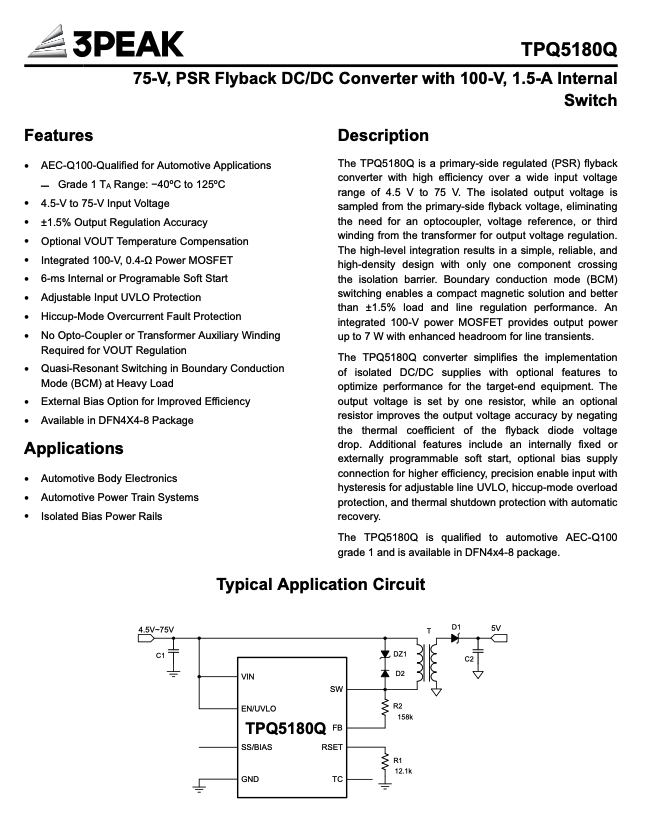 3PEAK
TPQ5180Q
75-V, PSR Flyback DC/DC Converter with 100-V, 1.5-A Internal
Switch
Features
• AEC-Q100-Qualified for Automotive Applications
— Grade 1 TA Range: −40ºC to 125ºC
• 4.5-V to 75-V Input Voltage
• ±1.5% Output Regulation Accuracy
• Optional VOUT Temperature Compensation
• Integrated 100-V, 0.4-Ω Power MOSFET
• 6-ms Internal or Programable Soft Start
• Adjustable Input UVLO Protection
• Hiccup-Mode Overcurrent Fault Protection
• No Opto-Coupler or Transformer Auxiliary Winding
Required for VOUT Regulation
• Quasi-Resonant Switching in Boundary Conduction
Mode (BCM) at Heavy Load
• External Bias Option for Improved Efficiency
• Available in DFN4X4-8 Package
Applications
• Automotive Body Electronics
• Automotive Power Train Systems
• Isolated Bias Power Rails
Description
The TPQ5180Q is a primary-side regulated (PSR) flyback
converter with high efficiency over a wide input voltage
range of 4.5 V to 75 V. The isolated output voltage is
sampled from the primary-side flyback voltage, eliminating
the need for an optocoupler, voltage reference, or third
winding from the transformer for output voltage regulation.
The high-level integration results in a simple, reliable, and
high-density design with only one component crossing
the isolation barrier. Boundary conduction mode (BCM)
switching enables a compact magnetic solution and better
than ±1.5% load and line regulation performance. An
integrated 100-V power MOSFET provides output power
up to 7 W with enhanced headroom for line transients.
The TPQ5180Q converter simplifies the implementation
of isolated DC/DC supplies with optional features to
optimize performance for the target-end equipment. The
output voltage is set by one resistor, while an optional
resistor improves the output voltage accuracy by negating
the thermal coefficient of the flyback diode voltage
drop. Additional features include an internally fixed or
externally programmable soft start, optional bias supply
connection for higher efficiency, precision enable input with
hysteresis for adjustable line UVLO, hiccup-mode overload
protection, and thermal shutdown protection with automatic
recovery.
The TPQ5180Q is qualified to automotive AEC-Q100
grade 1 and is available in DFN4x4-8 package.
Typical Application Circuit
4.5V~75V
T
D1
5V
C1
DZ1
C2
D2
VIN
SW
EN/UVLO
R2
158k
TPQ5180Q
FB
SS/BIAS
RSET
R1
12.1k
GND
TC